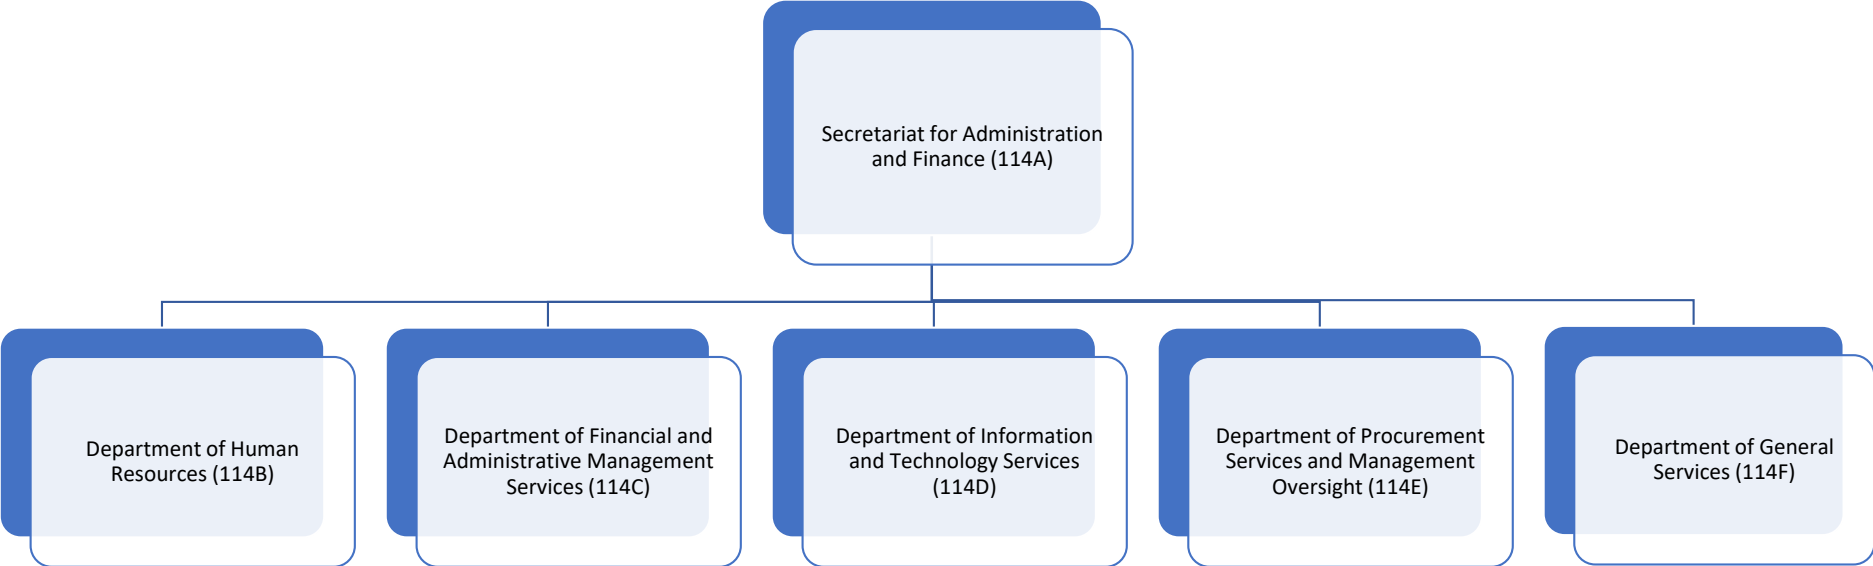 Secretariat for Administration
and Finance (114A)
Department of Human
Resources (114B)
Department of Financial and
Administrative Management
Services (114C)
Department of Information
and Technology Services
(114D)
Department of Procurement
Services and Management
Oversight (114E)
Department of General
Services (114F)